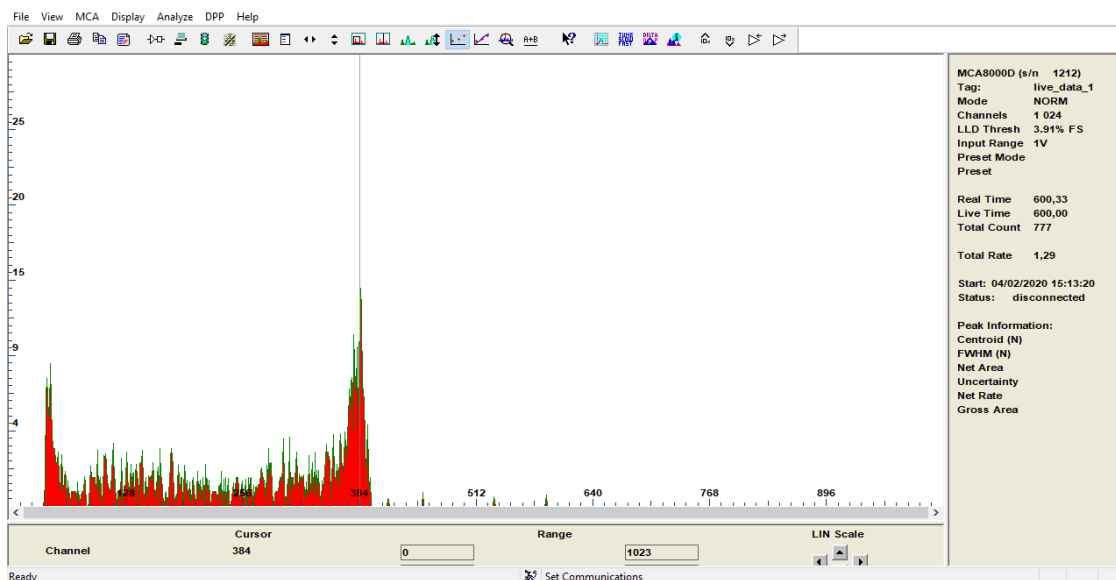 File View MCA Display Analyze DPP Help
A+B
25
20
15
9
4
128 256 384 512 640 768 896
MCA8000D (s/n 1212)
Tag: live_data_1
Mode NORM
Channels 1 024
LLD Thresh 3.91% FS
Input Range 1V
Preset Mode
Preset
Real Time 600,33
Live Time 600,00
Total Count 777
Total Rate 1,29
Start: 04/02/2020 15:13:20
Status: disconnected
Peak Information:
Centroid (N)
FWHM (N)
Net Area
Uncertainty
Net Rate
Gross Area
Cursor Range LIN Scale
Channel 384 0 1023
Ready Set Communications